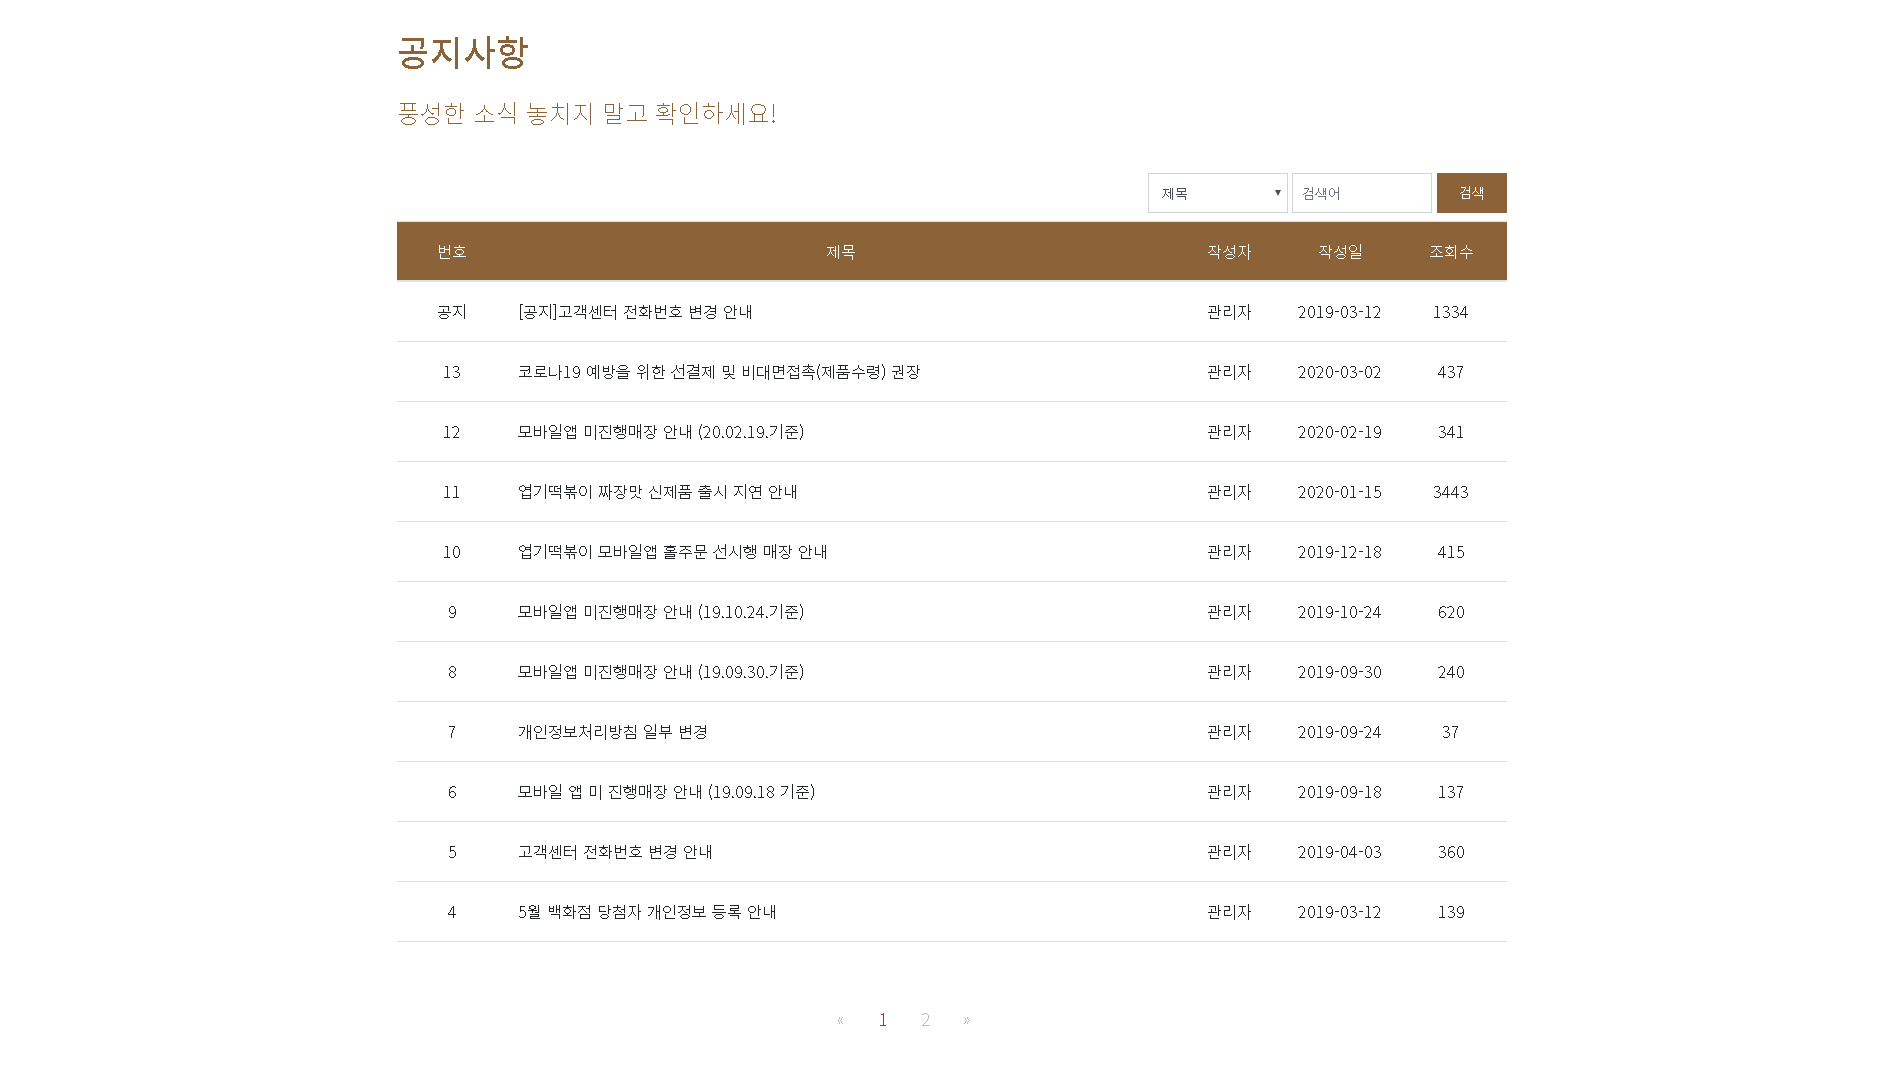 공지사항
풍성한 소식 놓치지 말고 확인하세요!
제목 ▾ 검색어 검색
번호 제목 작성자 작성일 조회수
공지 [공지]고객센터 전화번호 변경 안내 관리자 2019-03-12 1334
13 코로나19 예방을 위한 선결제 및 비대면접촉(제품수령) 권장 관리자 2020-03-02 437
12 모바일앱 미진행매장 안내 (20.02.19.기준) 관리자 2020-02-19 341
11 엽기떡볶이 짜장맛 신제품 출시 지연 안내 관리자 2020-01-15 3443
10 엽기떡볶이 모바일앱 홀주문 선시행 매장 안내 관리자 2019-12-18 415
9 모바일앱 미진행매장 안내 (19.10.24.기준) 관리자 2019-10-24 620
8 모바일앱 미진행매장 안내 (19.09.30.기준) 관리자 2019-09-30 240
7 개인정보처리방침 일부 변경 관리자 2019-09-24 37
6 모바일 앱 미 진행매장 안내 (19.09.18 기준) 관리자 2019-09-18 137
5 고객센터 전화번호 변경 안내 관리자 2019-04-03 360
4 5월 백화점 당첨자 개인정보 등록 안내 관리자 2019-03-12 139
« 1 2 »